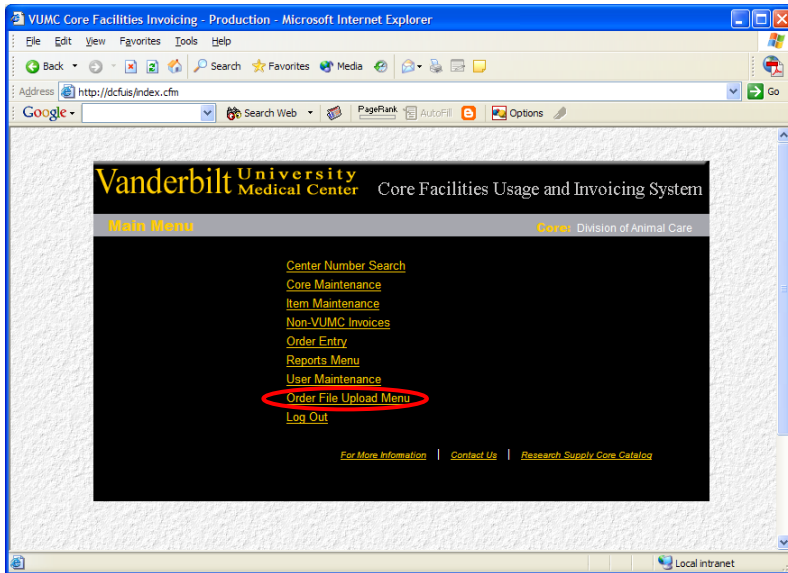 VUMC Core Facilities Invoicing - Production - Microsoft Internet Explorer
File Edit View Favorites Tools Help
Back Search Favorites Media
Address http://dcfuis/index.cfm Go
Google Search Web PageRank AutoFill Options
Vanderbilt University Medical Center Core Facilities Usage and Invoicing System
Main Menu Core: Division of Animal Care
Center Number Search
Core Maintenance
Item Maintenance
Non-VUMC Invoices
Order Entry
Reports Menu
User Maintenance
Order File Upload Menu
Log Out
For More Information | Contact Us | Research Supply Core Catalog
Local intranet